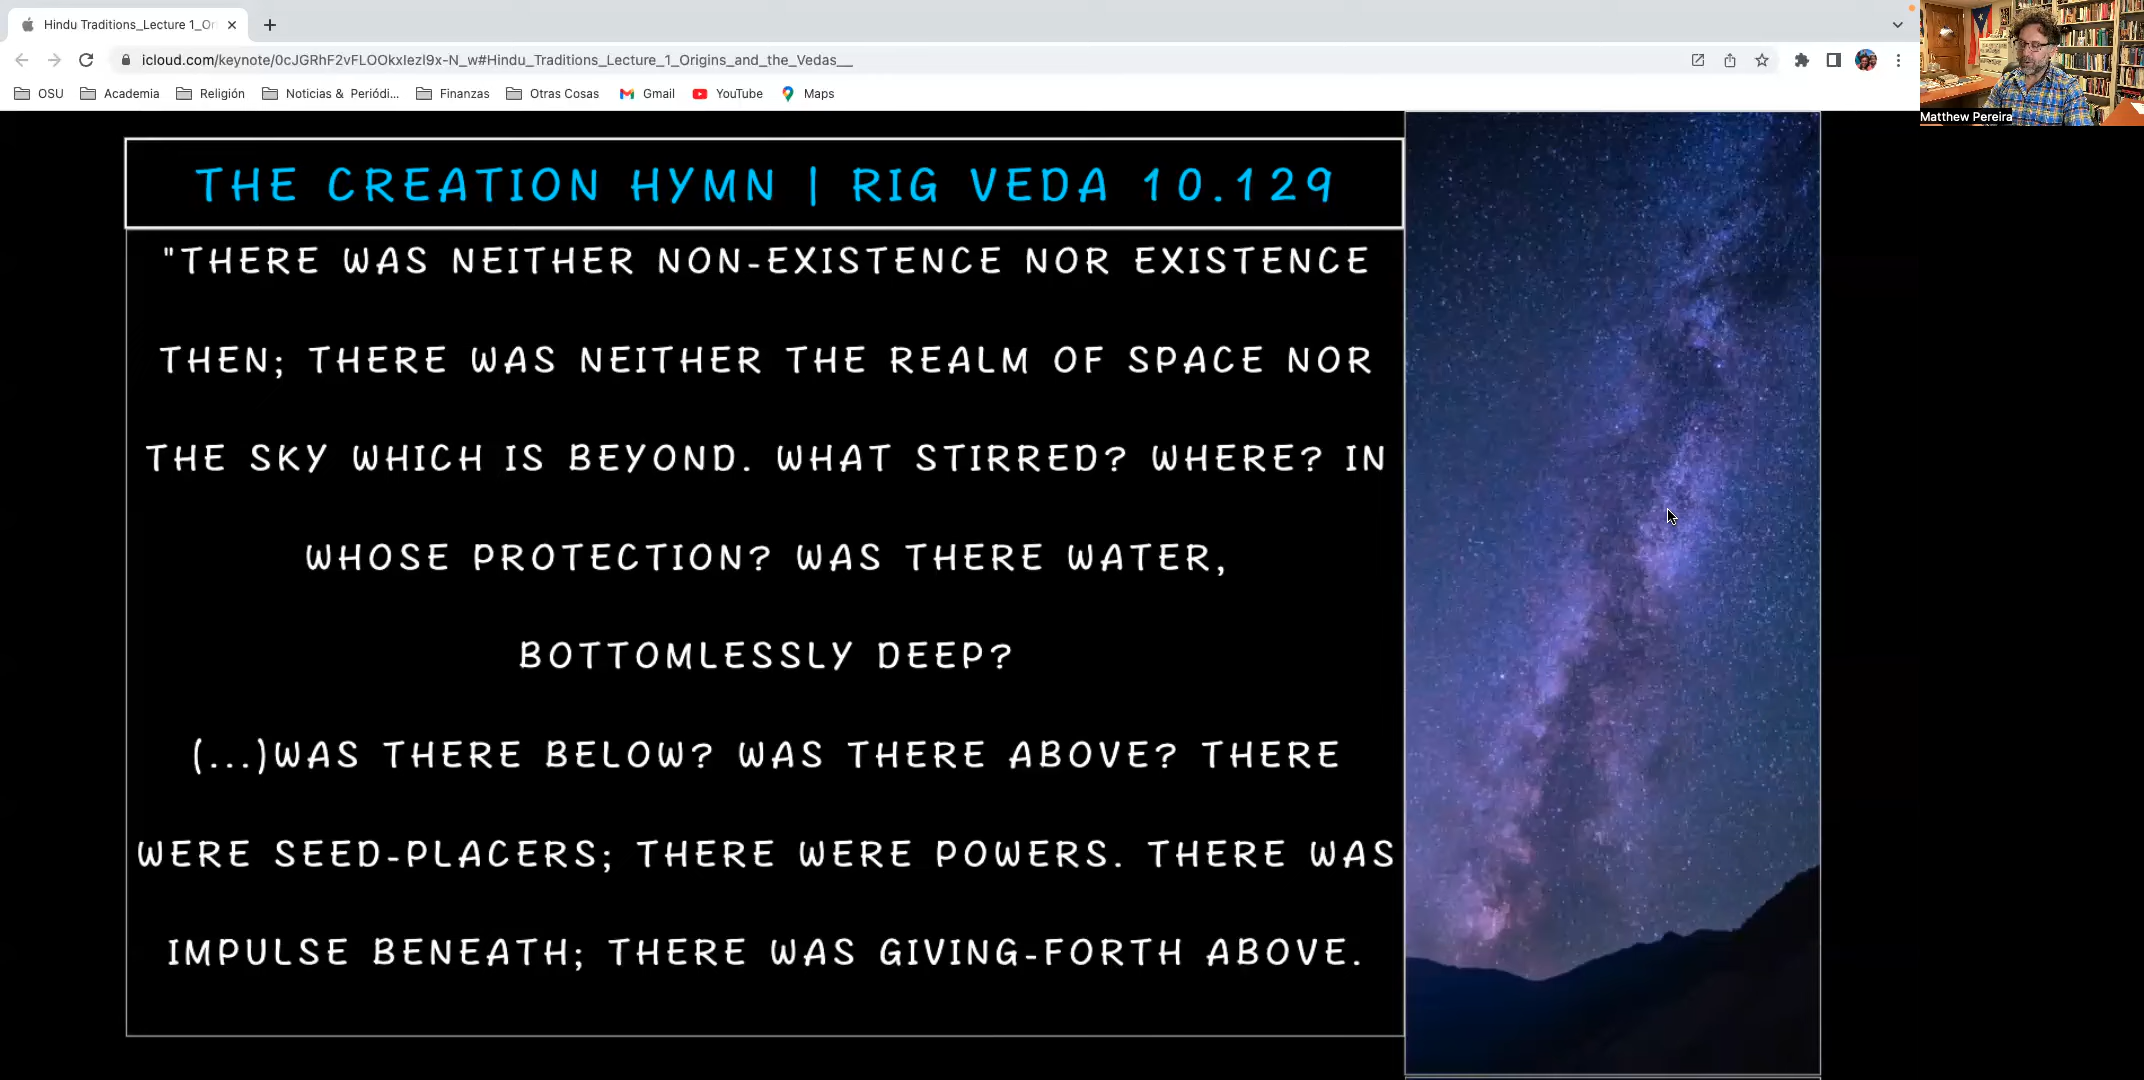 Hindu Traditions_Lecture 1_Ori
icloud.com/keynote/0cJGRhF2vFLOOkxIezI9x-N_w#Hindu_Traditions_Lecture_1_Origins_and_the_Vedas__
OSU Academia Religión Noticias & Periódi... Finanzas Otras Cosas Gmail YouTube Maps
Matthew Pereira
THE CREATION HYMN | RIG VEDA 10.129
"THERE WAS NEITHER NON-EXISTENCE NOR EXISTENCE
THEN; THERE WAS NEITHER THE REALM OF SPACE NOR
THE SKY WHICH IS BEYOND. WHAT STIRRED? WHERE? IN
WHOSE PROTECTION? WAS THERE WATER,
BOTTOMLESSLY DEEP?
(...)WAS THERE BELOW? WAS THERE ABOVE? THERE
WERE SEED-PLACERS; THERE WERE POWERS. THERE WAS
IMPULSE BENEATH; THERE WAS GIVING-FORTH ABOVE.